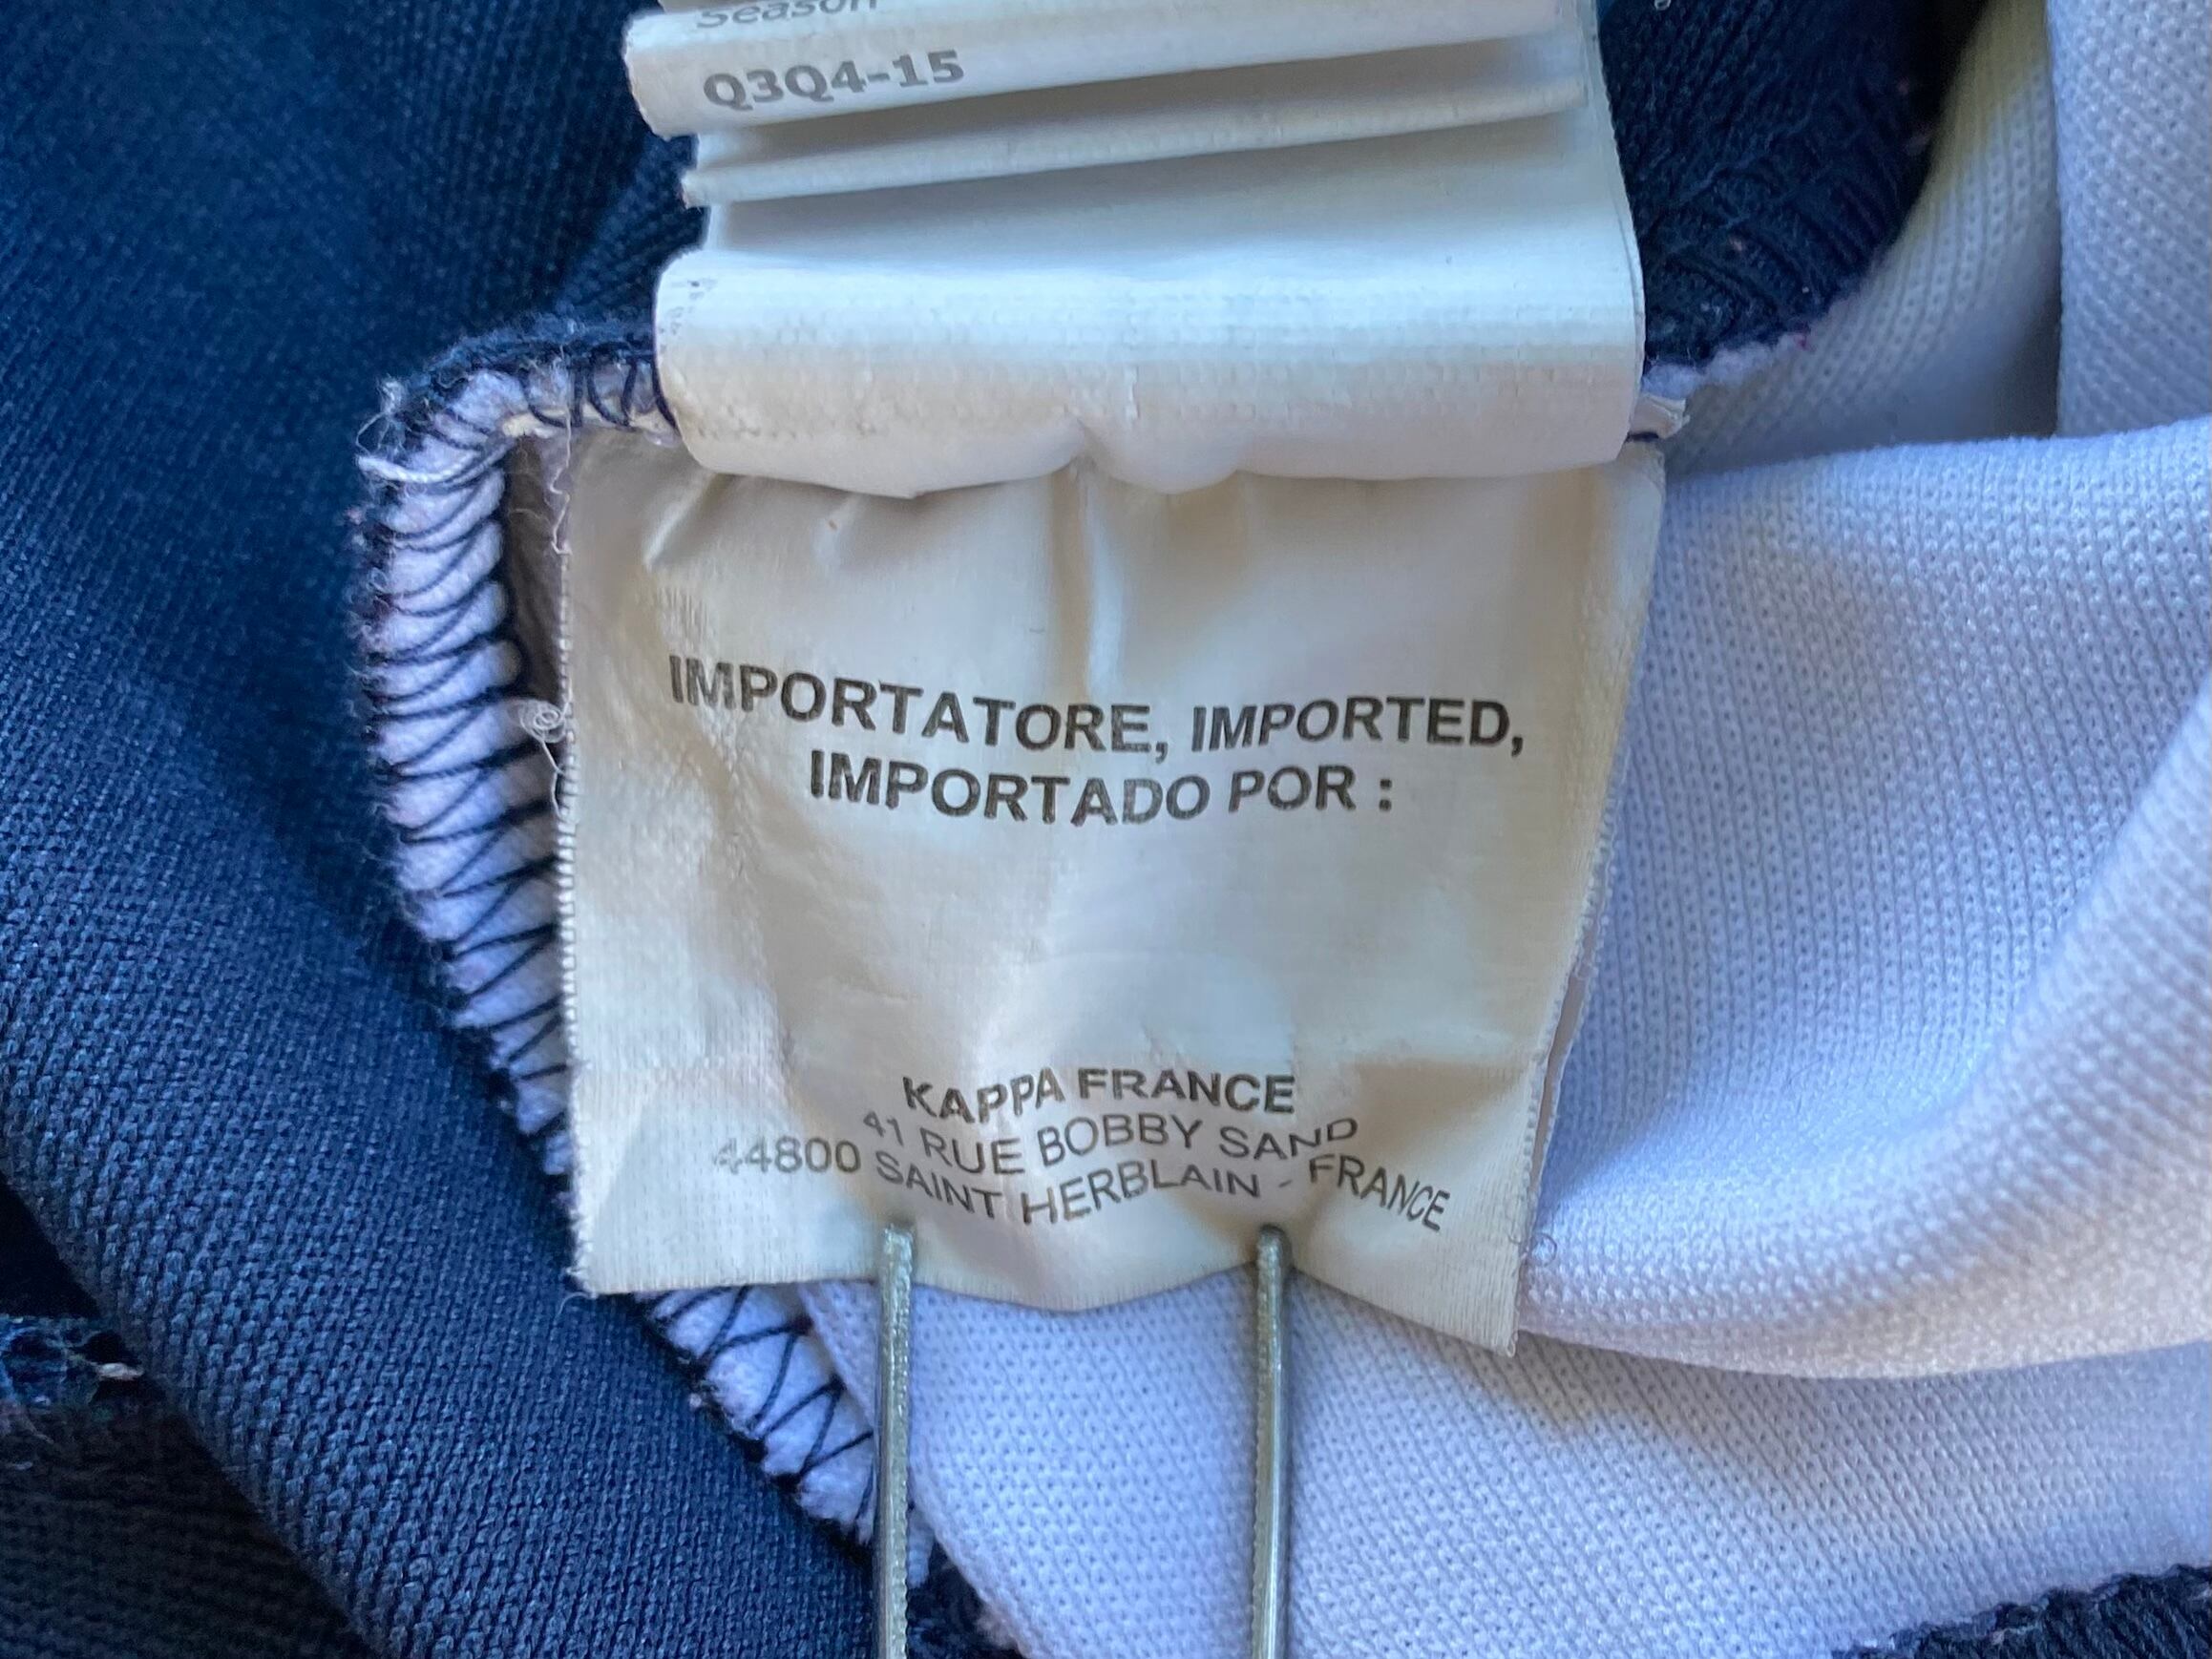 Season
Q3Q4-15
IMPORTATORE, IMPORTED,
IMPORTADO POR :
KAPPA FRANCE
41 RUE BOBBY SAND
44800 SAINT HERBLAIN - FRANCE